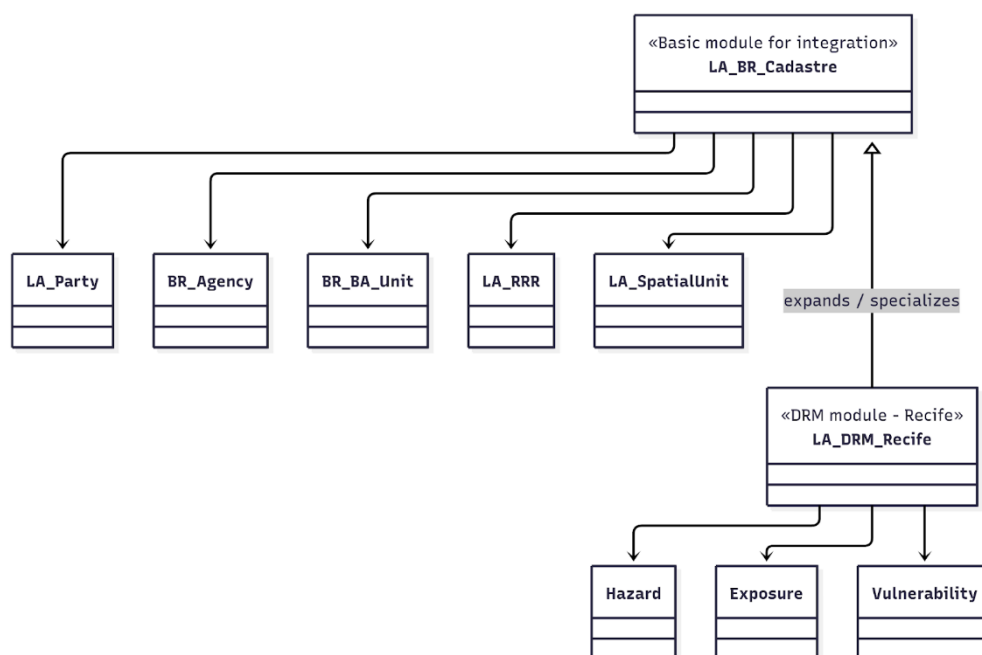 «Basic module for integration»
LA_BR_Cadastre
LA_Party
BR_Agency
BR_BA_Unit
LA_RRR
LA_SpatialUnit
expands / specializes
«DRM module - Recife»
LA_DRM_Recife
Hazard
Exposure
Vulnerability